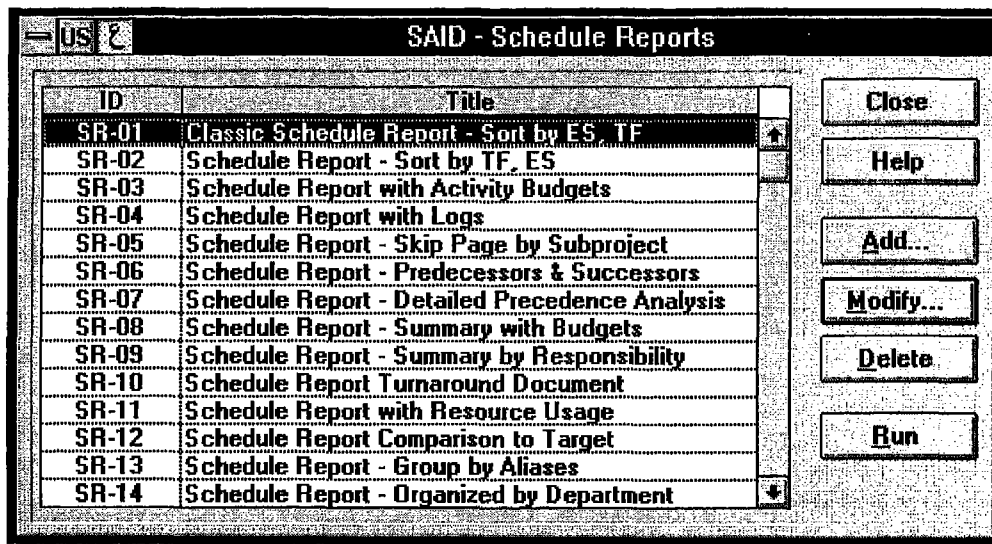 US
SAID - Schedule Reports
ID Title
SR-01 Classic Schedule Report - Sort by ES, TF
SR-02 Schedule Report - Sort by TF, ES
SR-03 Schedule Report with Activity Budgets
SR-04 Schedule Report with Logs
SR-05 Schedule Report - Skip Page by Subproject
SR-06 Schedule Report - Predecessors & Successors
SR-07 Schedule Report - Detailed Precedence Analysis
SR-08 Schedule Report - Summary with Budgets
SR-09 Schedule Report - Summary by Responsibility
SR-10 Schedule Report Turnaround Document
SR-11 Schedule Report with Resource Usage
SR-12 Schedule Report Comparison to Target
SR-13 Schedule Report - Group by Aliases
SR-14 Schedule Report - Organized by Department
Close
Help
Add...
Modify...
Delete
Run